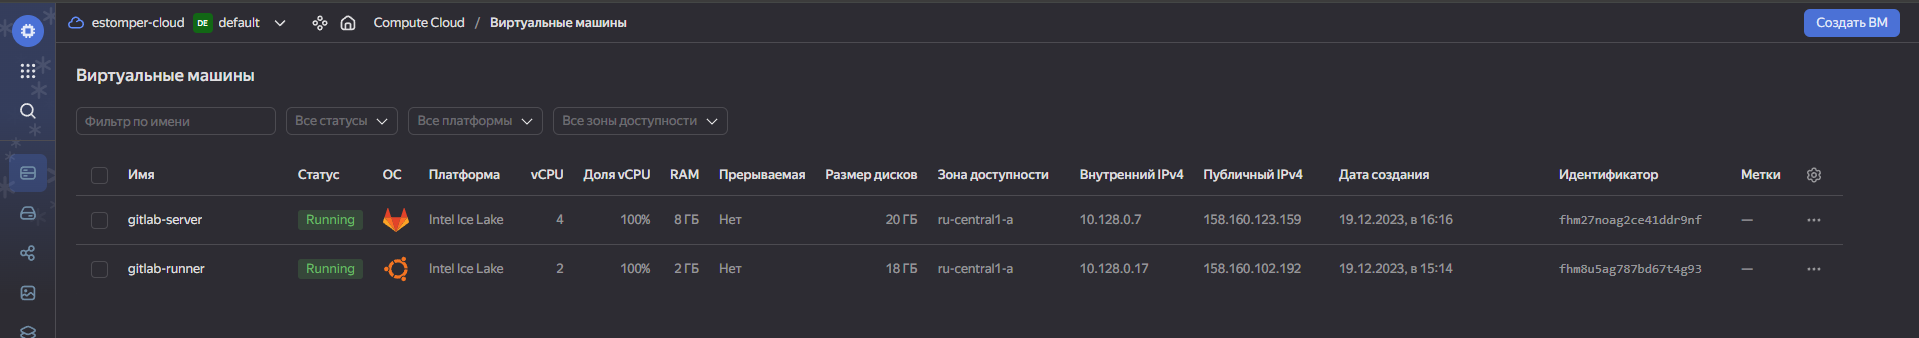 estomper-cloud DE default Compute Cloud / Виртуальные машины Создать ВМ
Виртуальные машины
Фильтр по имени Все статусы Все платформы Все зоны доступности
Имя Статус ОС Платформа vCPU Доля vCPU RAM Прерываемая Размер дисков Зона доступности Внутренний IPv4 Публичный IPv4 Дата создания Идентификатор Метки
gitlab-server Running Intel Ice Lake 4 100% 8 ГБ Нет 20 ГБ ru-central1-a 10.128.0.7 158.160.123.159 19.12.2023, в 16:16 fhm27noag2ce41ddr9nf —
gitlab-runner Running Intel Ice Lake 2 100% 2 ГБ Нет 18 ГБ ru-central1-a 10.128.0.17 158.160.102.192 19.12.2023, в 15:14 fhm8u5ag787bd67t4g93 —